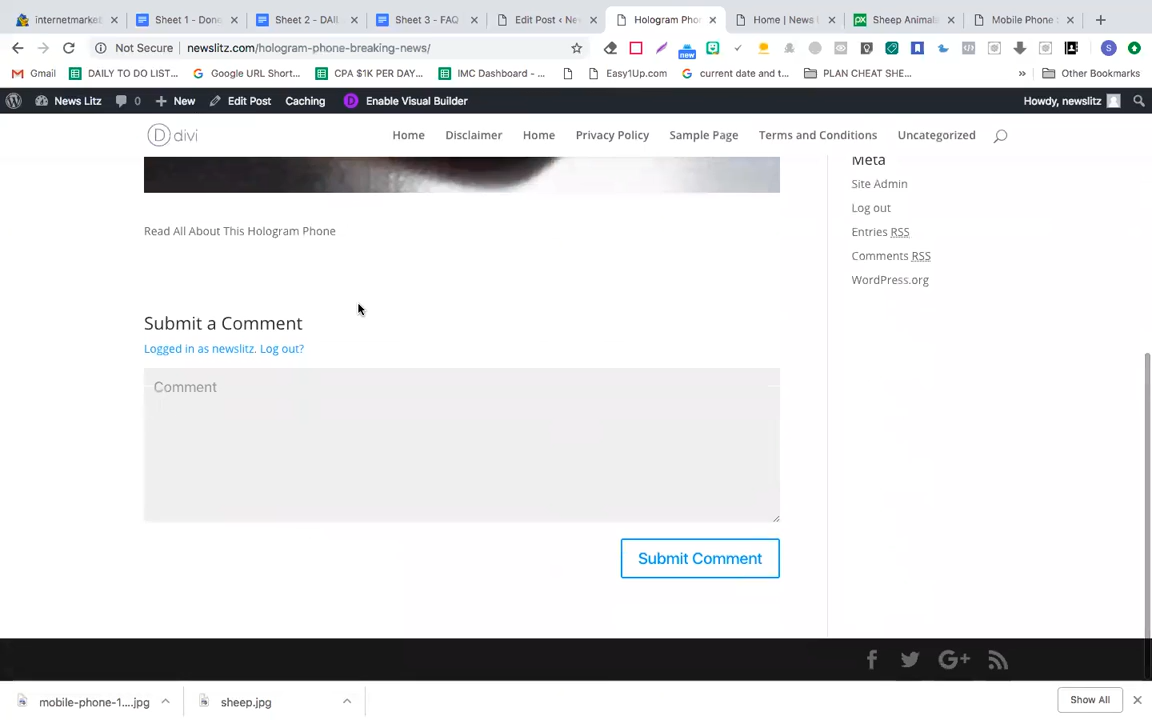 internetmarke
Sheet 1 - Dono
Sheet 2 - DAIL
Sheet 3 - FAQ
Edit Post ‹ Ne
Hologram Pho
Home | News L
Sheep Animal
Mobile Phone
Not Secure
newslitz.com/hologram-phone-breaking-news/
new
S
Gmail
DAILY TO DO LIST...
Google URL Short...
CPA $1K PER DAY...
IMC Dashboard - ...
Easy1Up.com
current date and t...
PLAN CHEAT SHE...
»
Other Bookmarks
News Litz
0
New
Edit Post
Caching
D
Enable Visual Builder
Howdy, newslitz
D divi
Home
Disclaimer
Home
Privacy Policy
Sample Page
Terms and Conditions
Uncategorized
Meta
Site Admin
Log out
Entries RSS
Comments RSS
WordPress.org
Read All About This Hologram Phone
Submit a Comment
Logged in as newslitz. Log out?
Comment
Submit Comment
mobile-phone-1....jpg
sheep.jpg
Show All